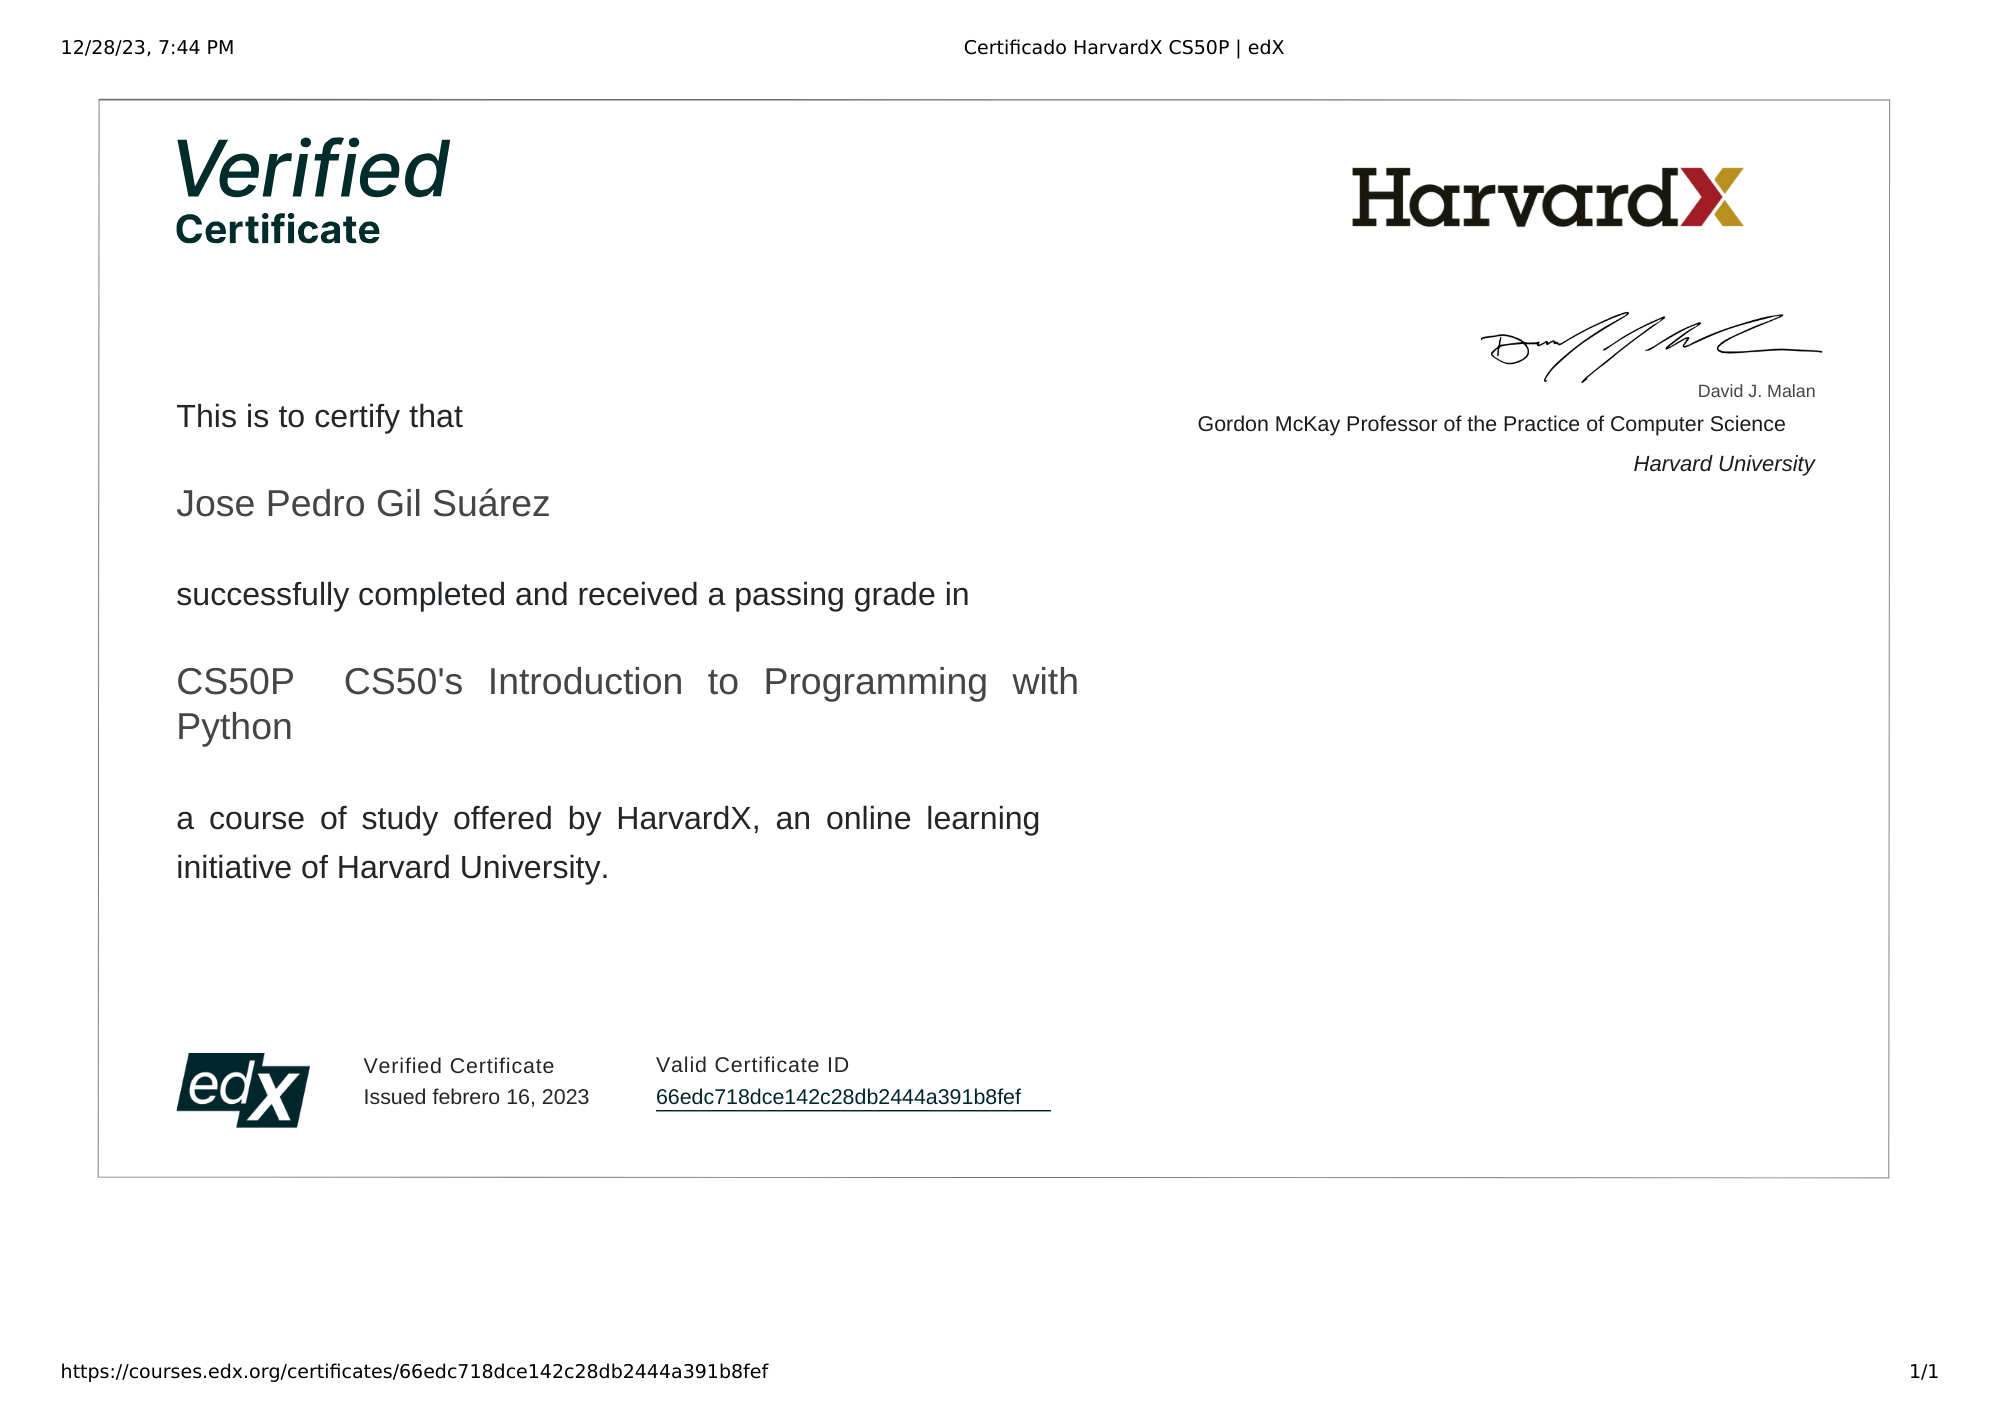 12/28/23, 7:44 PM
Certificado HarvardX CS50P | edX
Verified
Certificate
HarvardX
David J. Malan
Gordon McKay Professor of the Practice of Computer Science
Harvard University
This is to certify that
Jose Pedro Gil Suárez
successfully completed and received a passing grade in
CS50P CS50's Introduction to Programming with
Python
a course of study offered by HarvardX, an online learning
initiative of Harvard University.
edX
Verified Certificate
Issued febrero 16, 2023
Valid Certificate ID
66edc718dce142c28db2444a391b8fef
https://courses.edx.org/certificates/66edc718dce142c28db2444a391b8fef
1/1